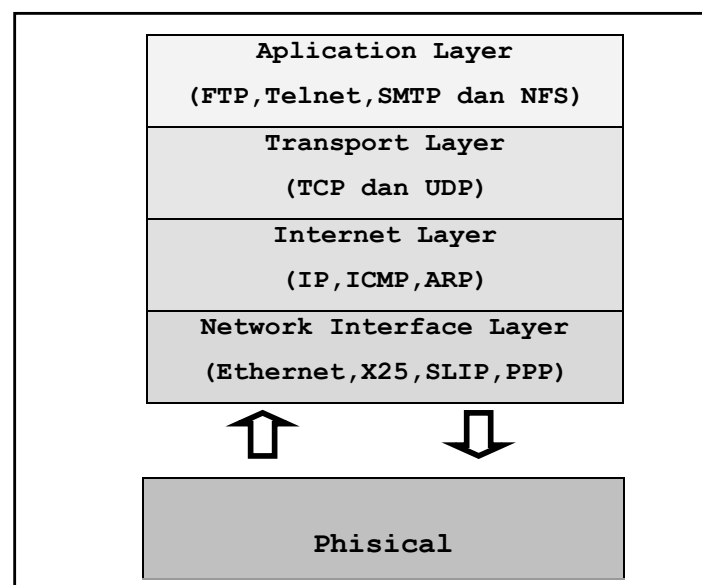 Aplication Layer
(FTP,Telnet,SMTP dan NFS)
Transport Layer
(TCP dan UDP)
Internet Layer
(IP,ICMP,ARP)
Network Interface Layer
(Ethernet,X25,SLIP,PPP)
Phisical